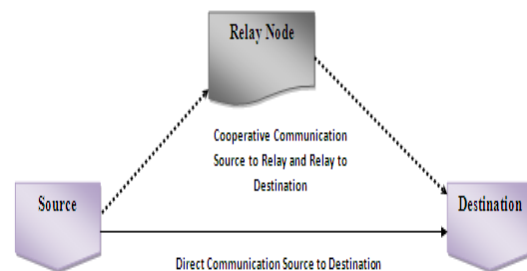 Relay Node
Cooperative Communication
Source to Relay and Relay to
Destination
Source
Destination
Direct Communication Source to Destination